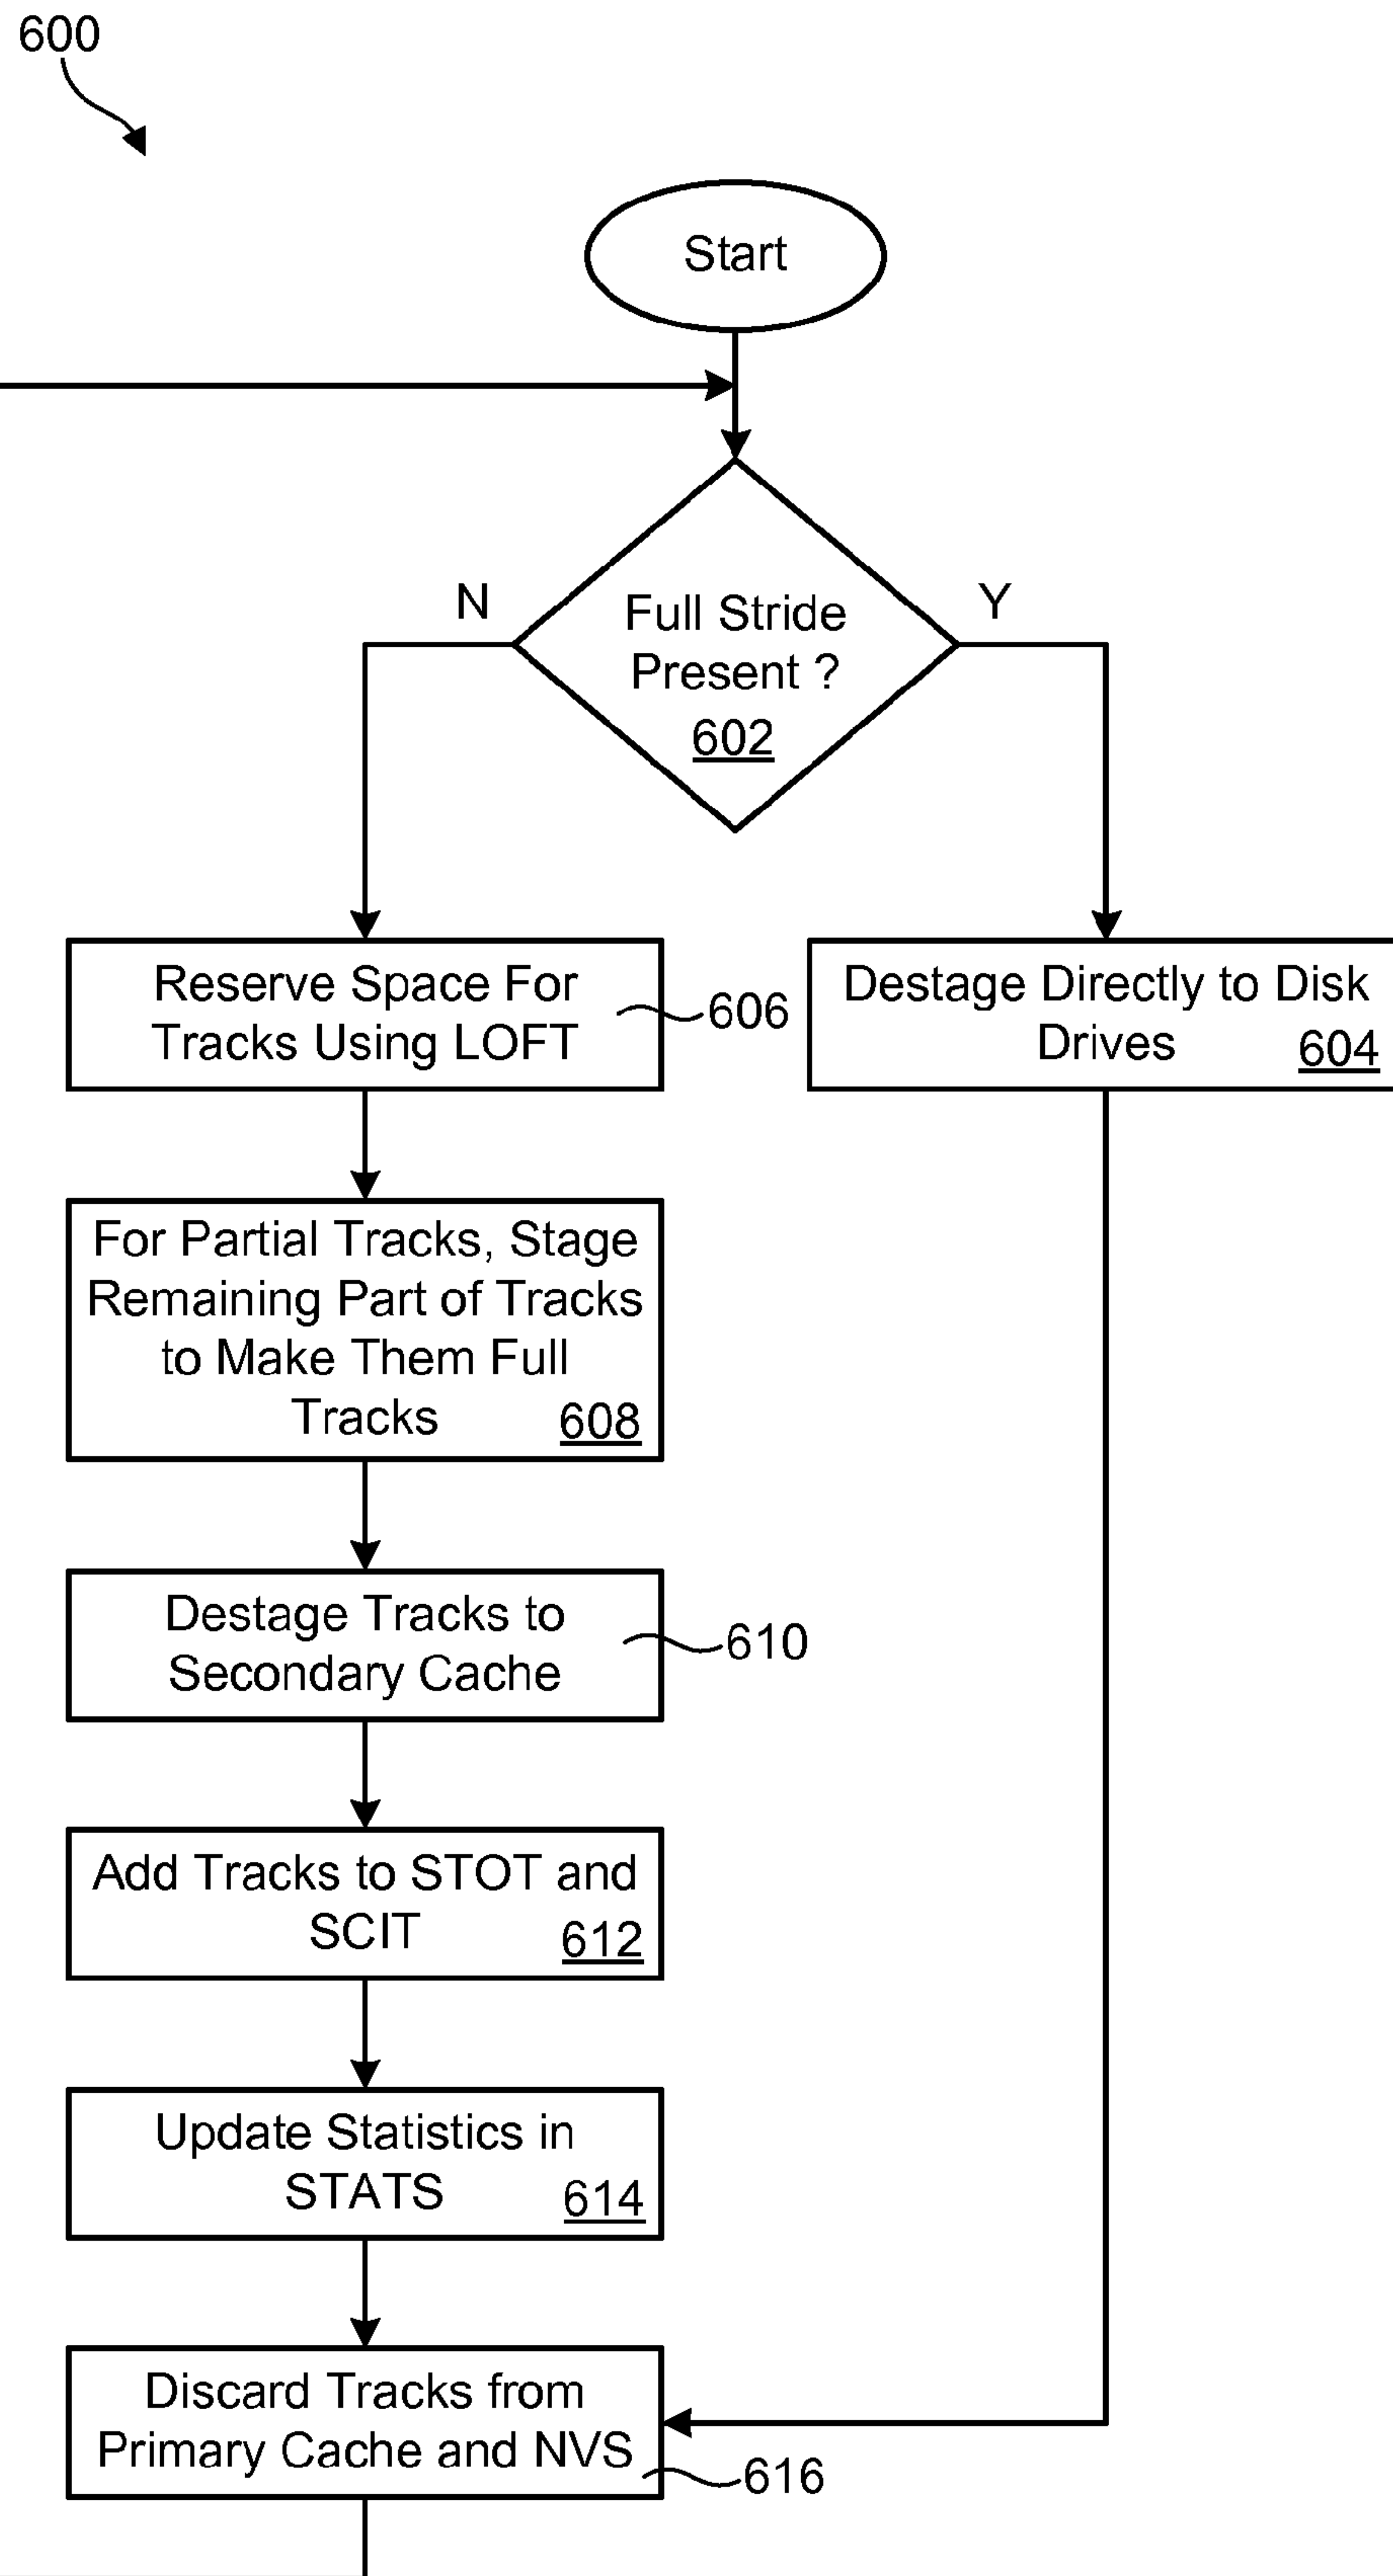 600
Start
N
Y
Full Stride
Present ?
602
Reserve Space For
Tracks Using LOFT
606
Destage Directly to Disk
Drives
604
For Partial Tracks, Stage
Remaining Part of Tracks
to Make Them Full
Tracks
608
Destage Tracks to
Secondary Cache
610
Add Tracks to STOT and
SCIT
612
Update Statistics in
STATS
614
Discard Tracks from
Primary Cache and NVS
616